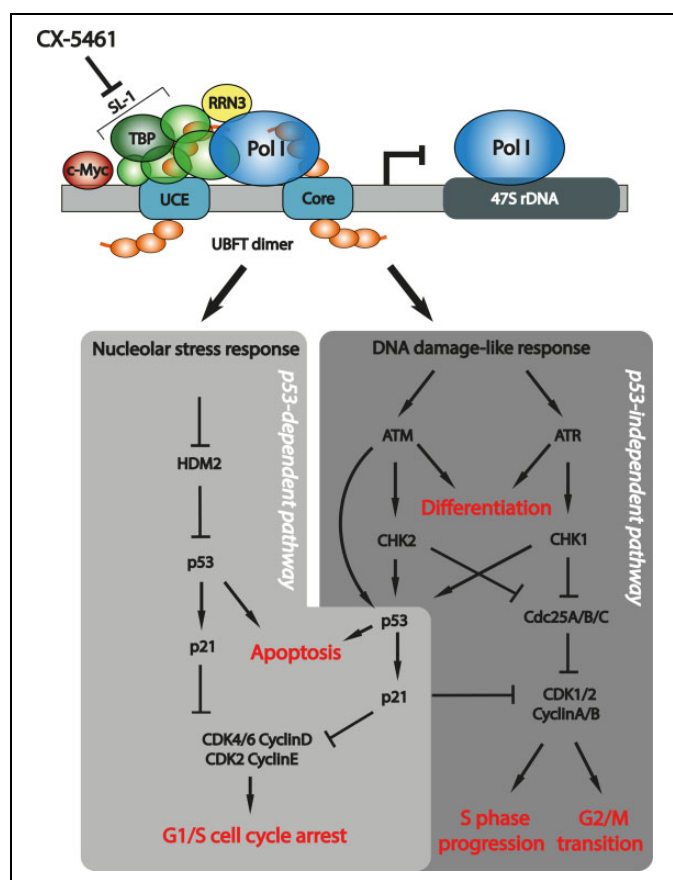 CX-5461
SL-1
RRN3
TBP
Pol I
Pol I
c-Myc
UCE
Core
47S rDNA
UBFT dimer
Nucleolar stress response
DNA damage-like response
p53-dependent pathway
p53-independent pathway
ATM
ATR
HDM2
Differentiation
CHK2
CHK1
p53
p53
Cdc25A/B/C
p21
Apoptosis
p21
CDK1/2
CyclinA/B
CDK4/6 CyclinD
CDK2 CyclinE
G1/S cell cycle arrest
S phase
progression
G2/M
transition